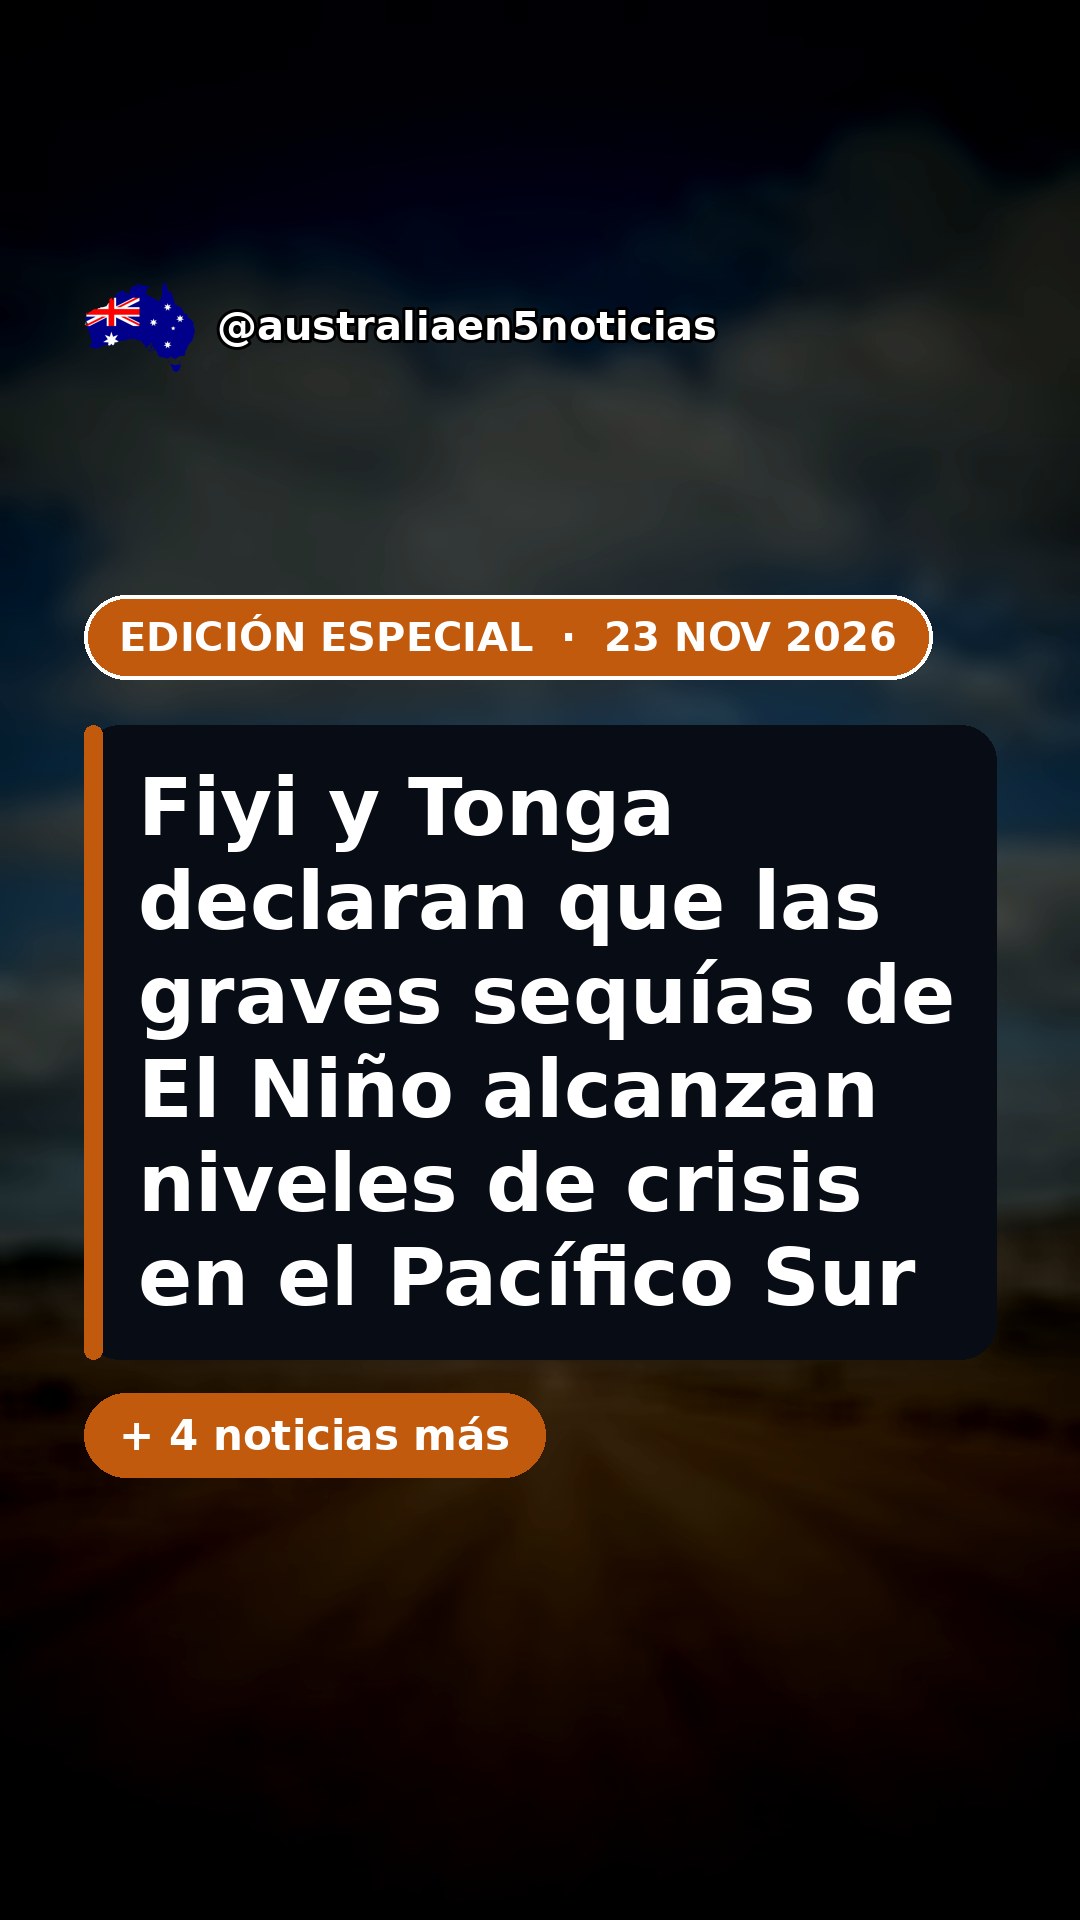 @australiaen5noticias
EDICIÓN ESPECIAL · 23 NOV 2026
Fiyi y Tonga
declaran que las
graves sequías de
El Niño alcanzan
niveles de crisis
en el Pacífico Sur
+ 4 noticias más